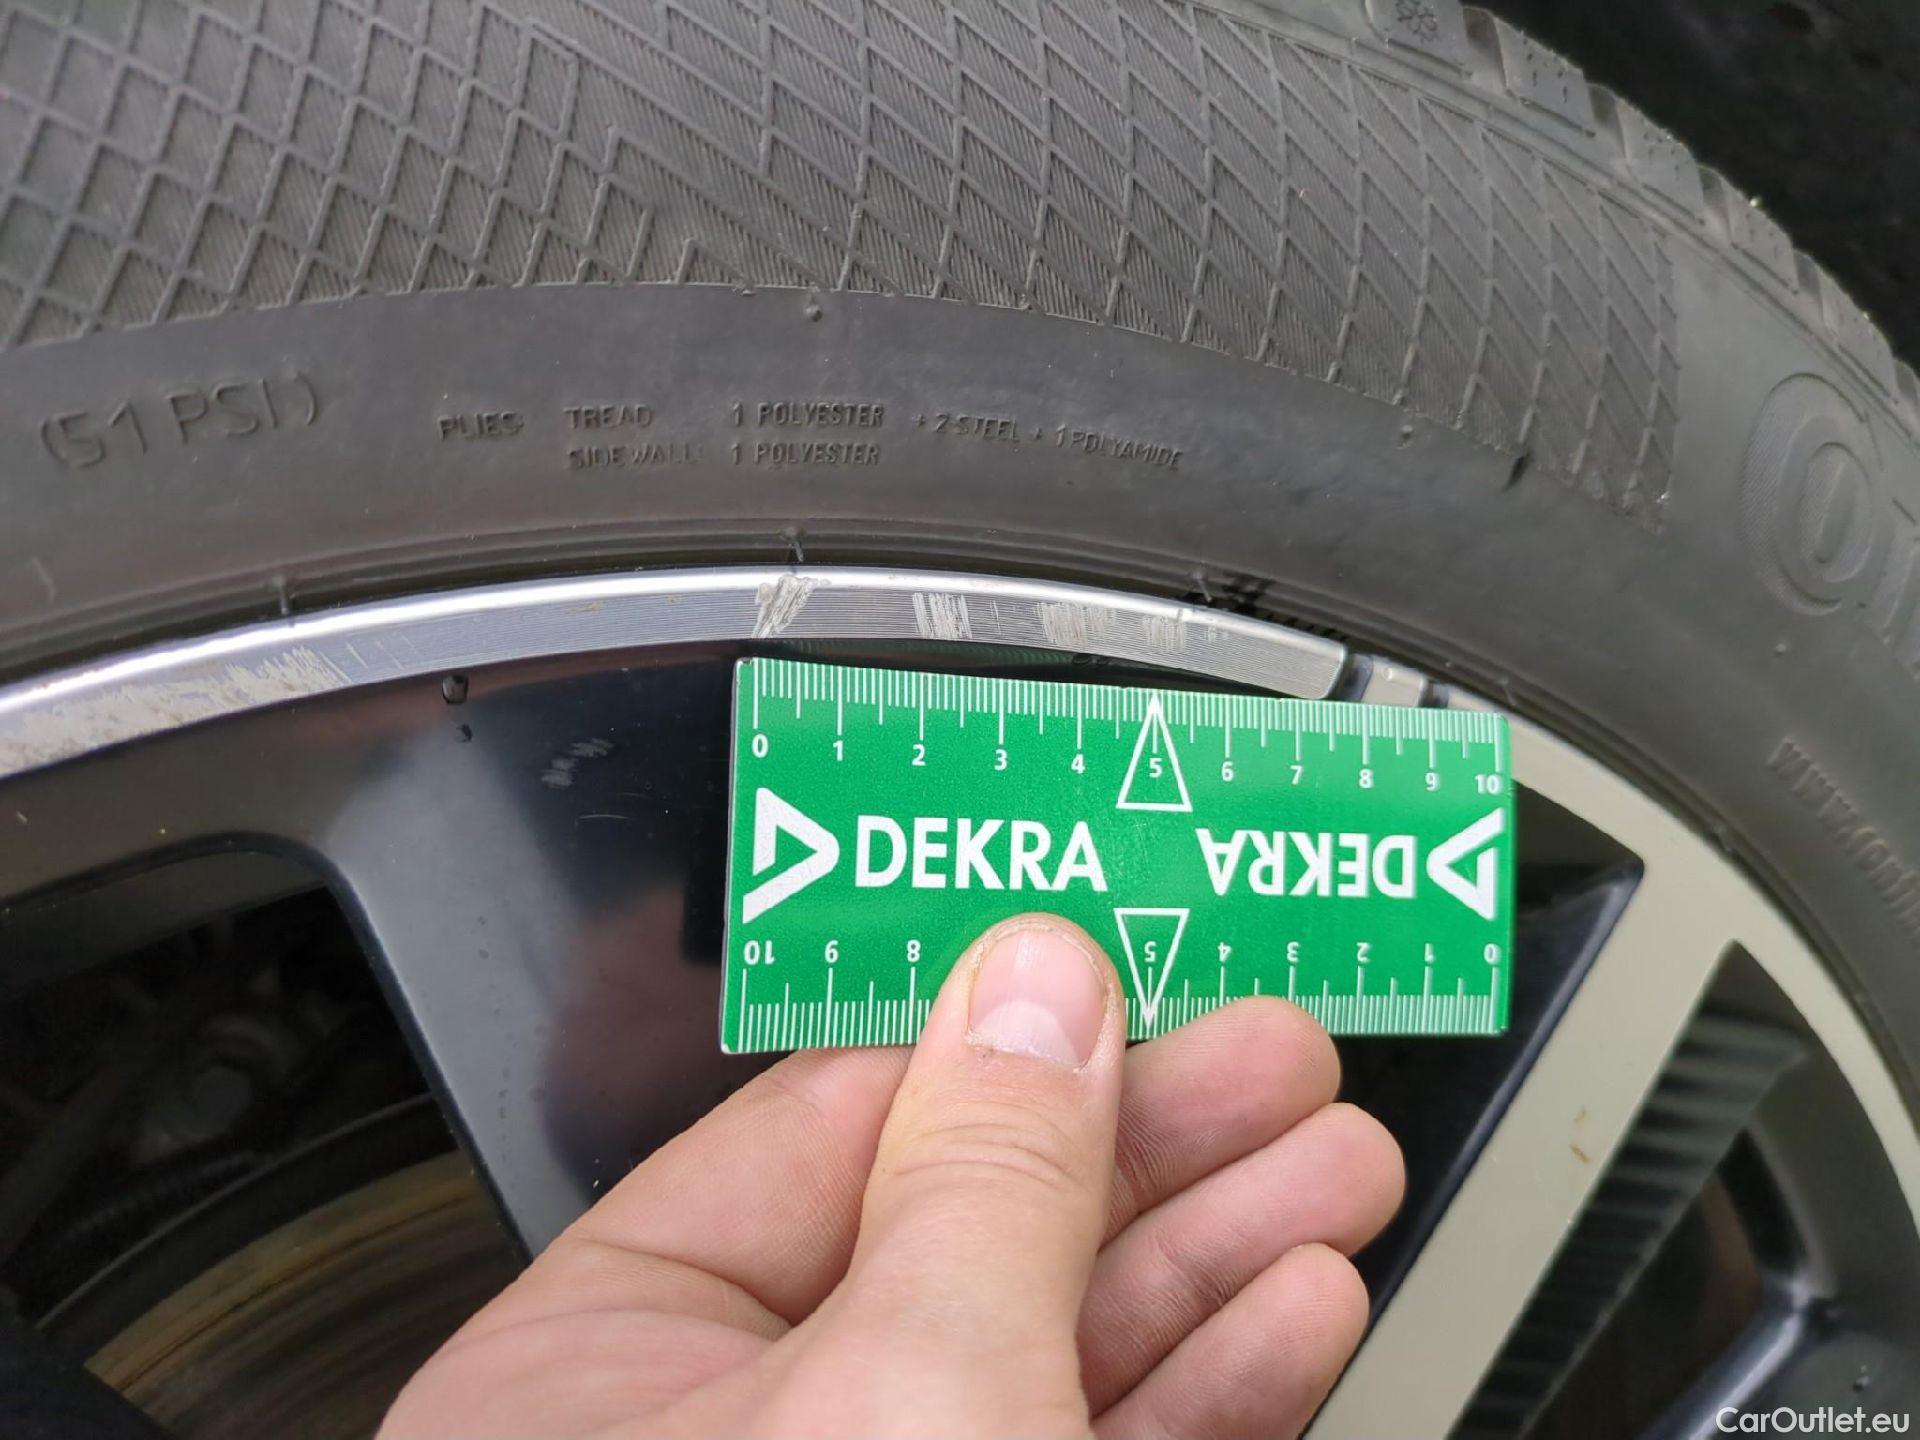 (51 PSI)
PLIES: TREAD 1 POLYESTER + 2 STEEL + 1 POLYAMIDE
SIDEWALL: 1 POLYESTER
0 1 2 3 4 5 6 7 8 9 10
DEKRA DEKRA
10 9 8 5 4 3 2 1 0
CarOutlet.eu